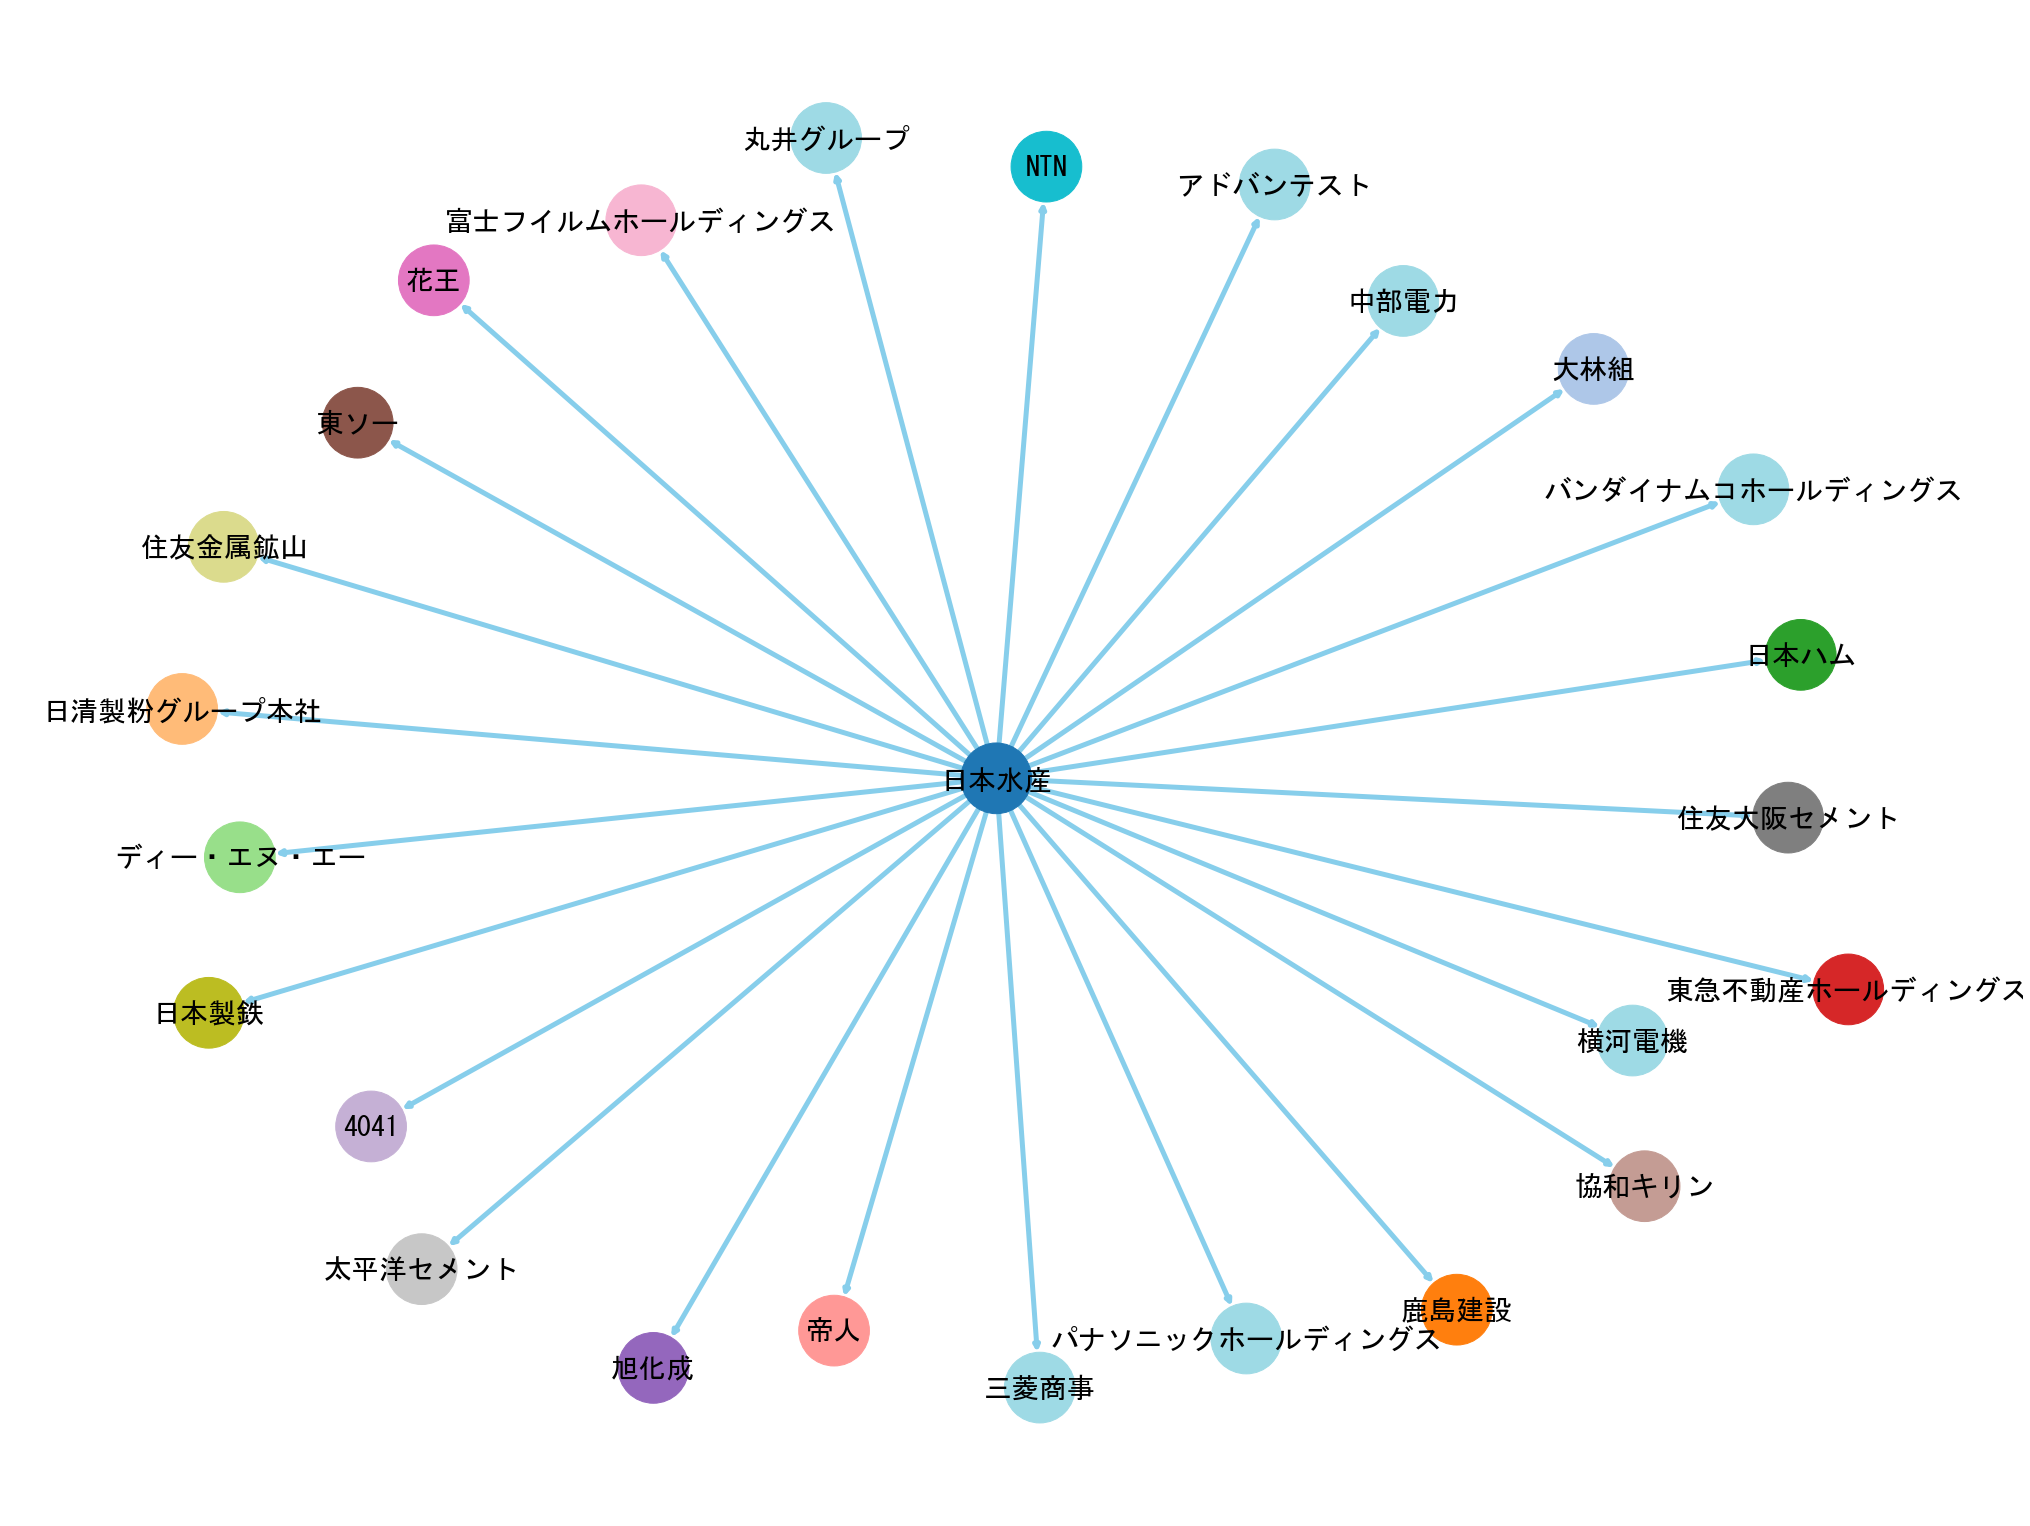 丸井グループ
NTN
アドバンテスト
富士フイルムホールディングス
花王
中部電力
大林組
東ソー
バンダイナムコホールディングス
住友金属鉱山
日本ハム
日清製粉グループ本社
日本水産
住友大阪セメント
ディー・エヌ・エー
東急不動産ホールディングス
日本製鉄
横河電機
4041
協和キリン
太平洋セメント
鹿島建設
帝人
パナソニックホールディングス
旭化成
三菱商事